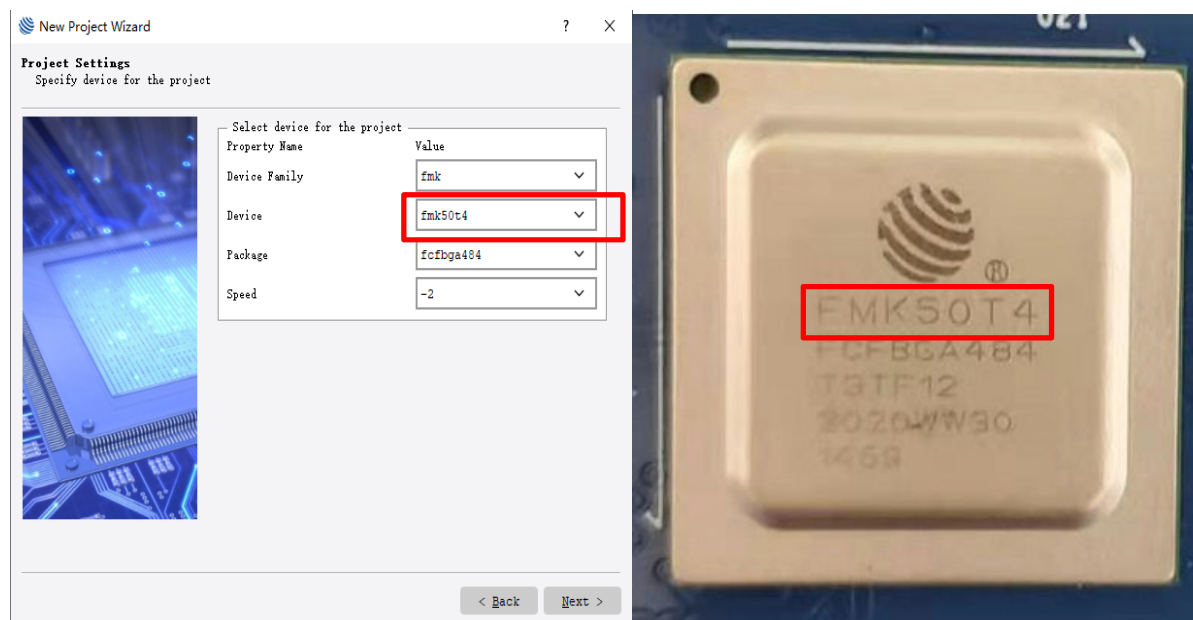 New Project Wizard
? X
Project Settings
Specify device for the project
Select device for the project
Property Name Value
Device Family fmk
Device fmk50t4
Package fcfbga484
Speed -2
< Back Next >
U21
®
FMK50T4
FCFBGA484
T3TF12
2020WW30